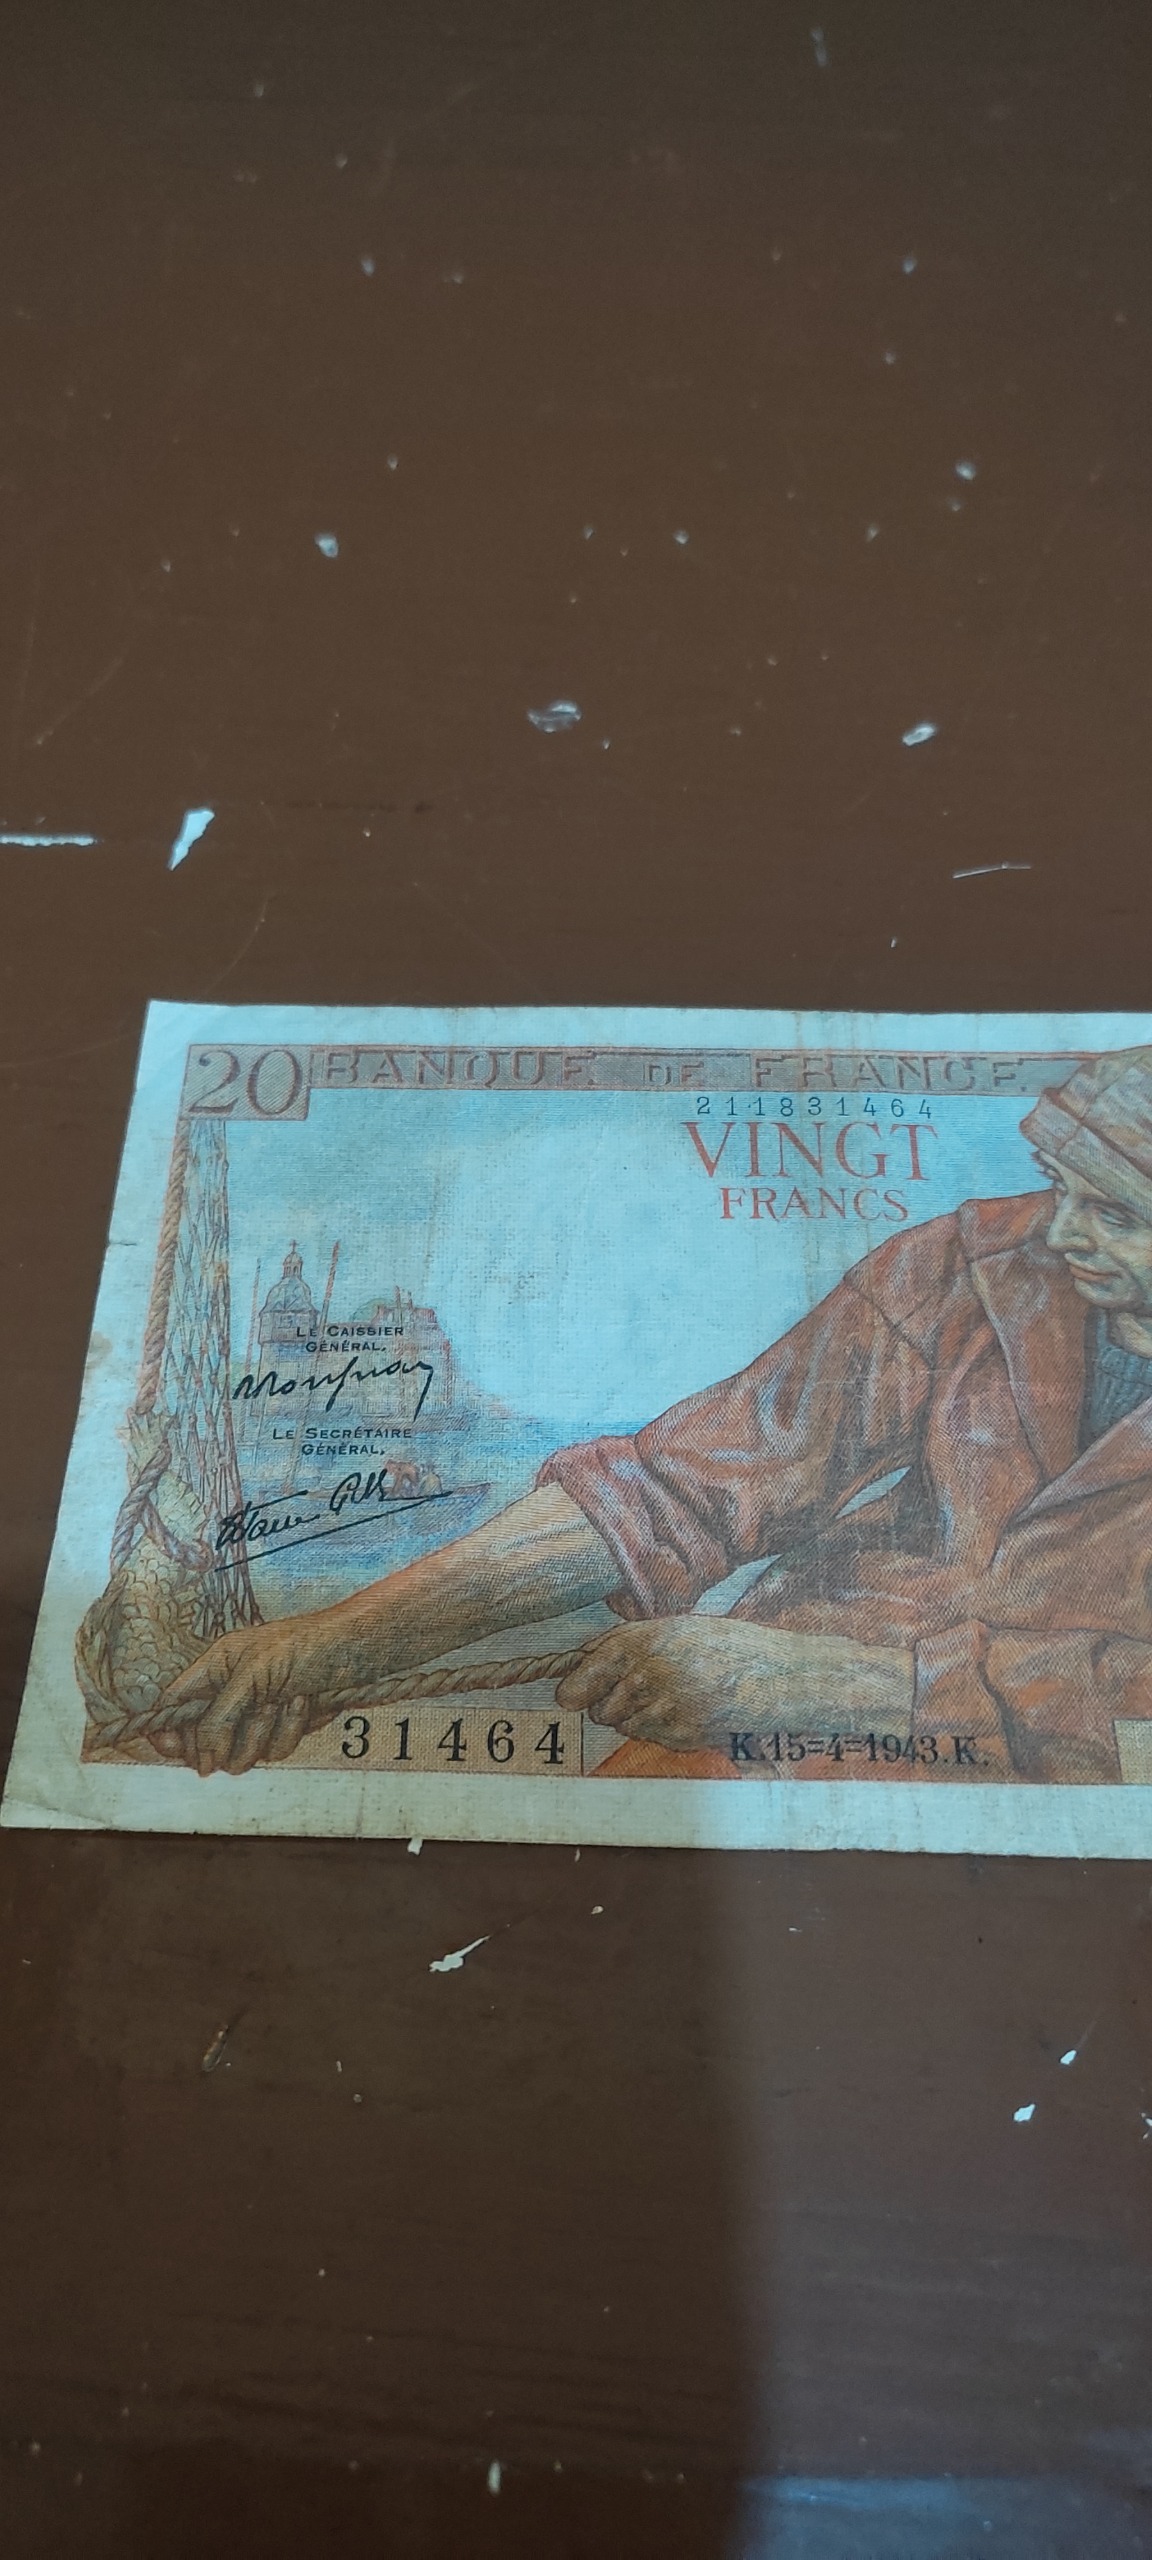 20 BANQUE DE FRANCE
211831464
VINGT
FRANCS
LE CAISSIER
GÉNÉRAL,
LE SECRÉTAIRE
GÉNÉRAL,
31464
K.15=4=1943.K.